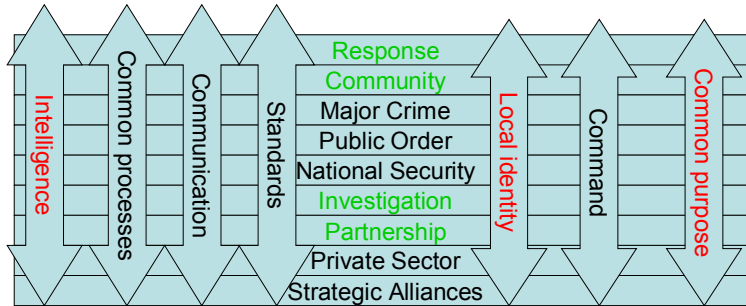 Intelligence
Common processes
Communication
Standards
Response
Community
Major Crime
Public Order
National Security
Investigation
Partnership
Private Sector
Strategic Alliances
Local identity
Command
Common purpose